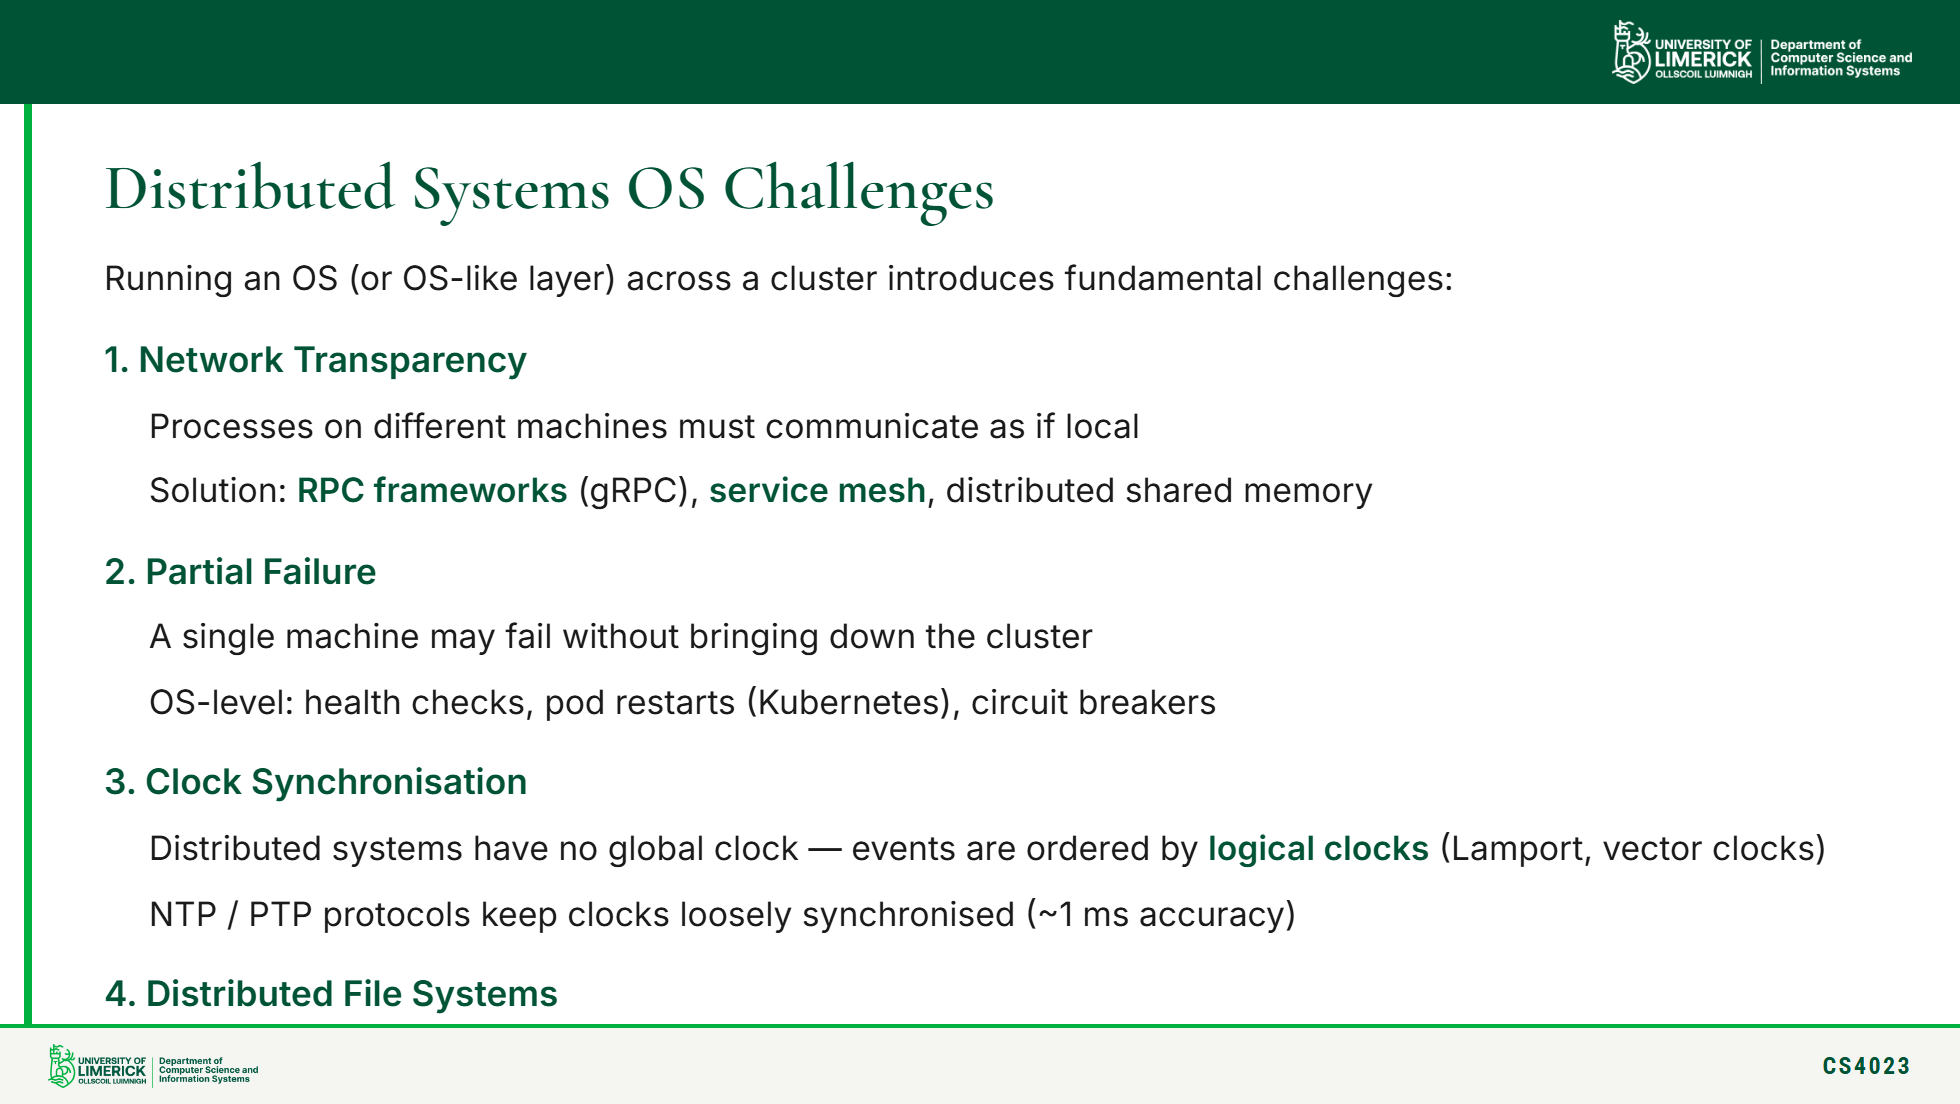 UNIVERSITY OF
LIMERICK
OLLSCOIL LUIMNIGH
Department of
Computer Science and
Information Systems
Distributed Systems OS Challenges
Running an OS (or OS-like layer) across a cluster introduces fundamental challenges:
1. Network Transparency
Processes on different machines must communicate as if local
Solution: RPC frameworks (gRPC), service mesh, distributed shared memory
2. Partial Failure
A single machine may fail without bringing down the cluster
OS-level: health checks, pod restarts (Kubernetes), circuit breakers
3. Clock Synchronisation
Distributed systems have no global clock — events are ordered by logical clocks (Lamport, vector clocks)
NTP / PTP protocols keep clocks loosely synchronised (~1 ms accuracy)
4. Distributed File Systems
UNIVERSITY OF
LIMERICK
OLLSCOIL LUIMNIGH
Department of
Computer Science and
Information Systems
CS4023